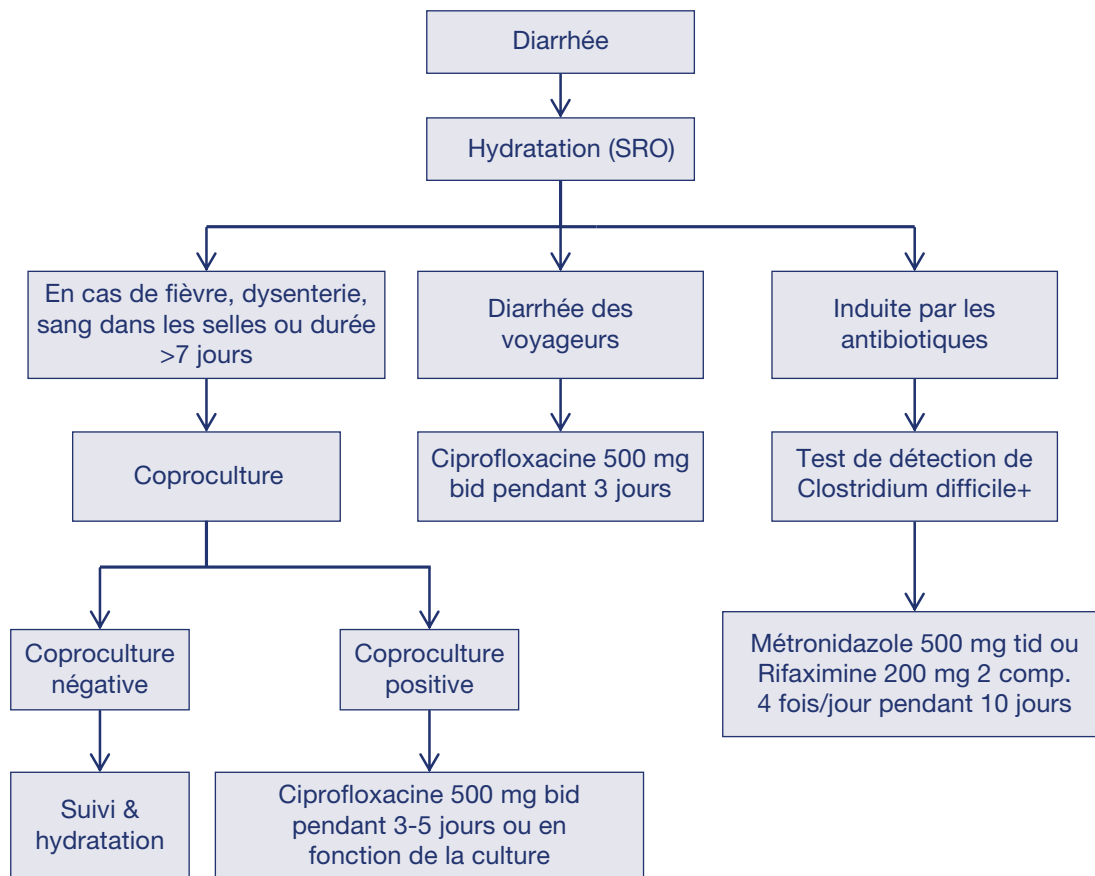 Diarrhée
Hydratation (SRO)
En cas de fièvre, dysenterie,
sang dans les selles ou durée
>7 jours
Diarrhée des
voyageurs
Induite par les
antibiotiques
Coproculture
Ciprofloxacine 500 mg
bid pendant 3 jours
Test de détection de
Clostridium difficile+
Coproculture
négative
Coproculture
positive
Métronidazole 500 mg tid ou
Rifaximine 200 mg 2 comp.
4 fois/jour pendant 10 jours
Suivi &
hydratation
Ciprofloxacine 500 mg bid
pendant 3-5 jours ou en
fonction de la culture